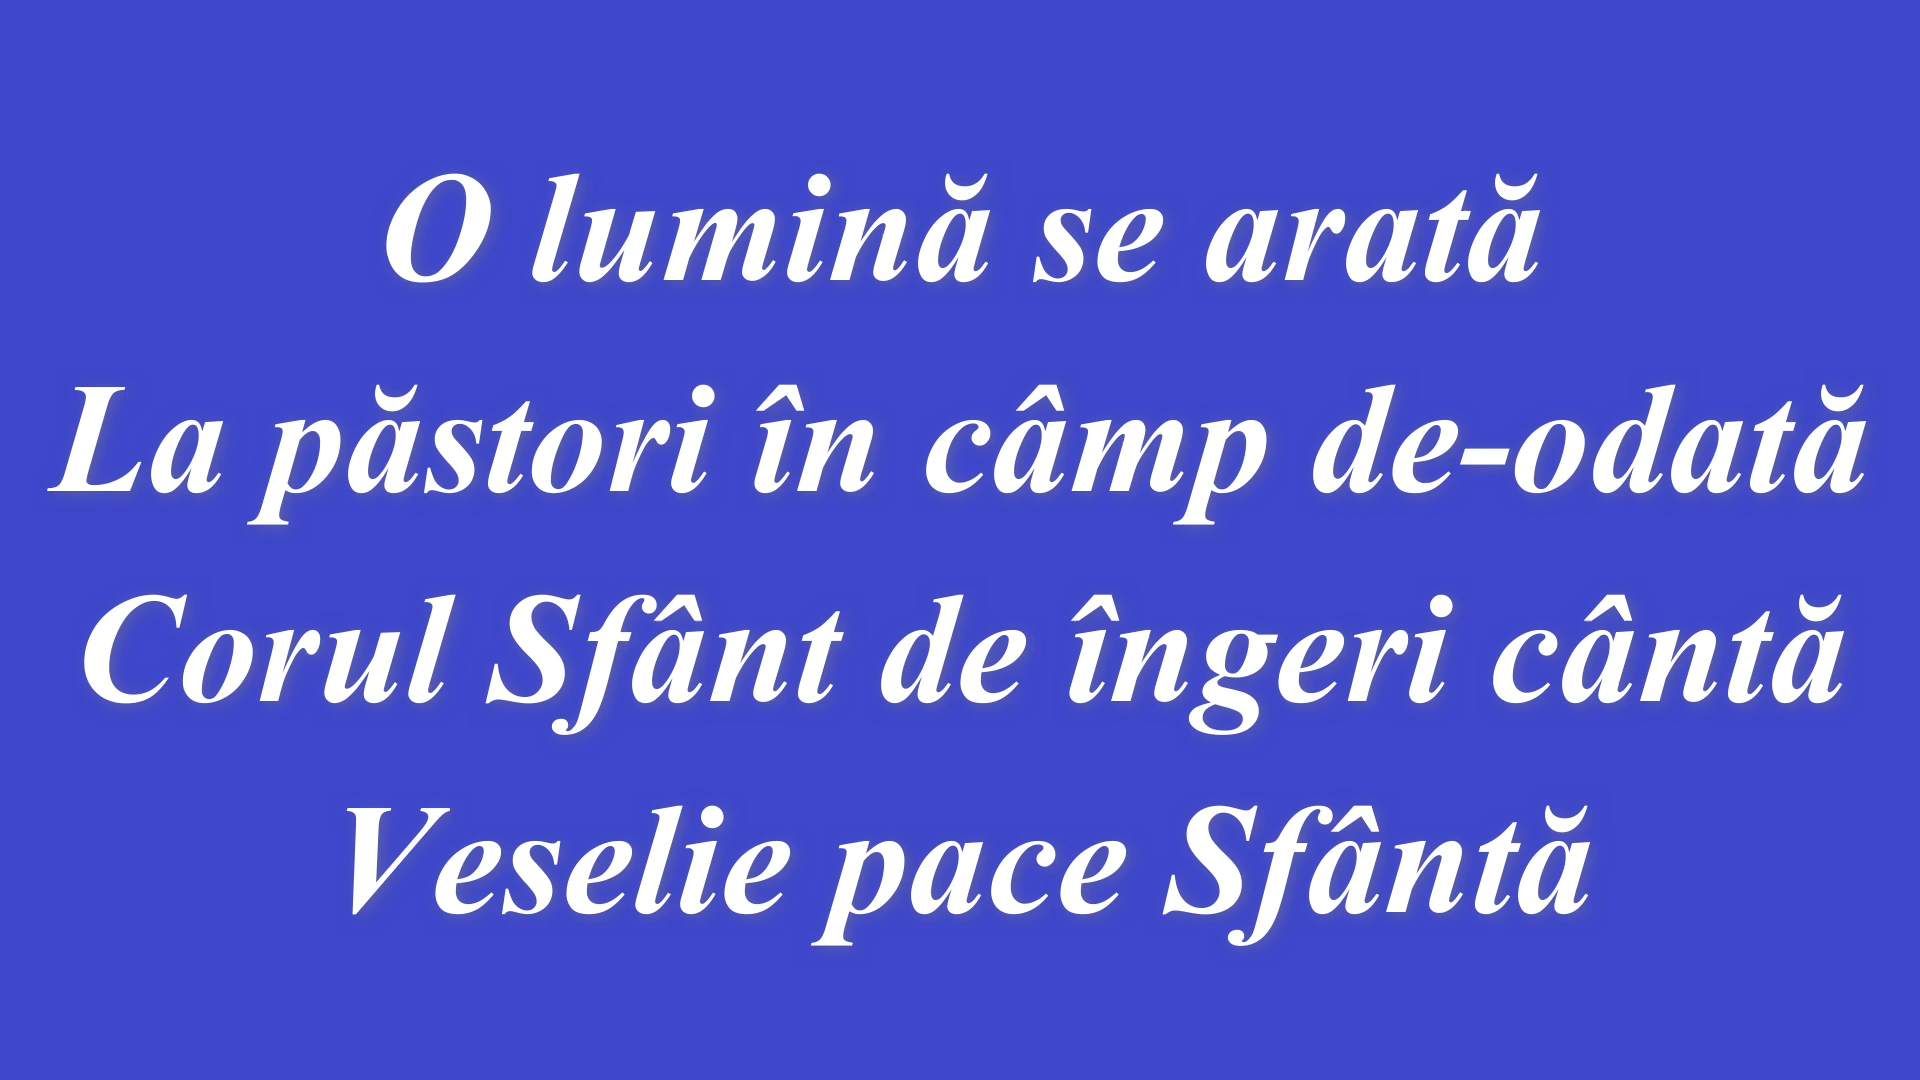 O lumină se arată
La păstori în câmp de-odată
Corul Sfânt de îngeri cântă
Veselie pace Sfântă